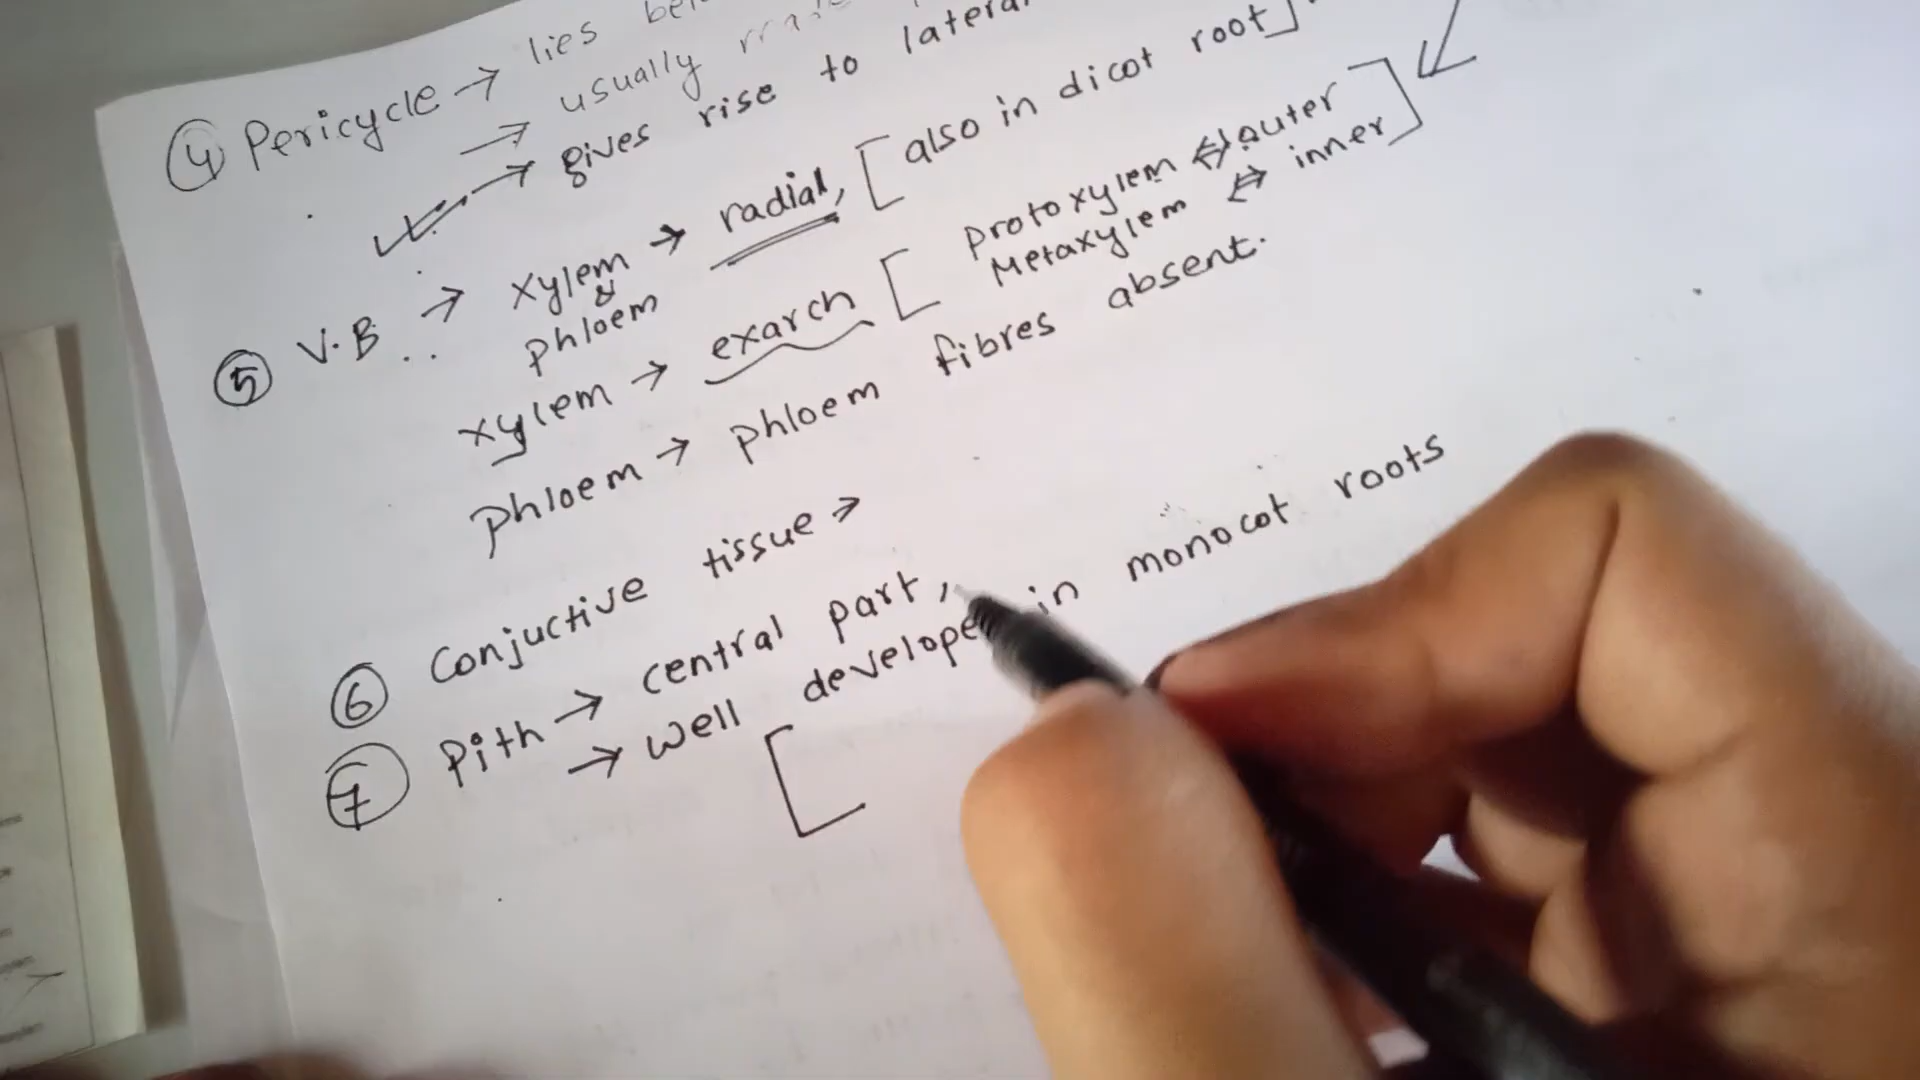 ④ Pericycle → lies
→ usually
→ gives rise to
⑤ V.B. → xylem & phloem → radial, [also in dicot root]
xylem → exarch [Protoxylem ⇔ outer
Metaxylem ⇔ inner]
phloem → phloem fibres absent.
⑥ Conjuctive tissue →
⑦ Pith → central part,
→ well developed in monocot roots
[